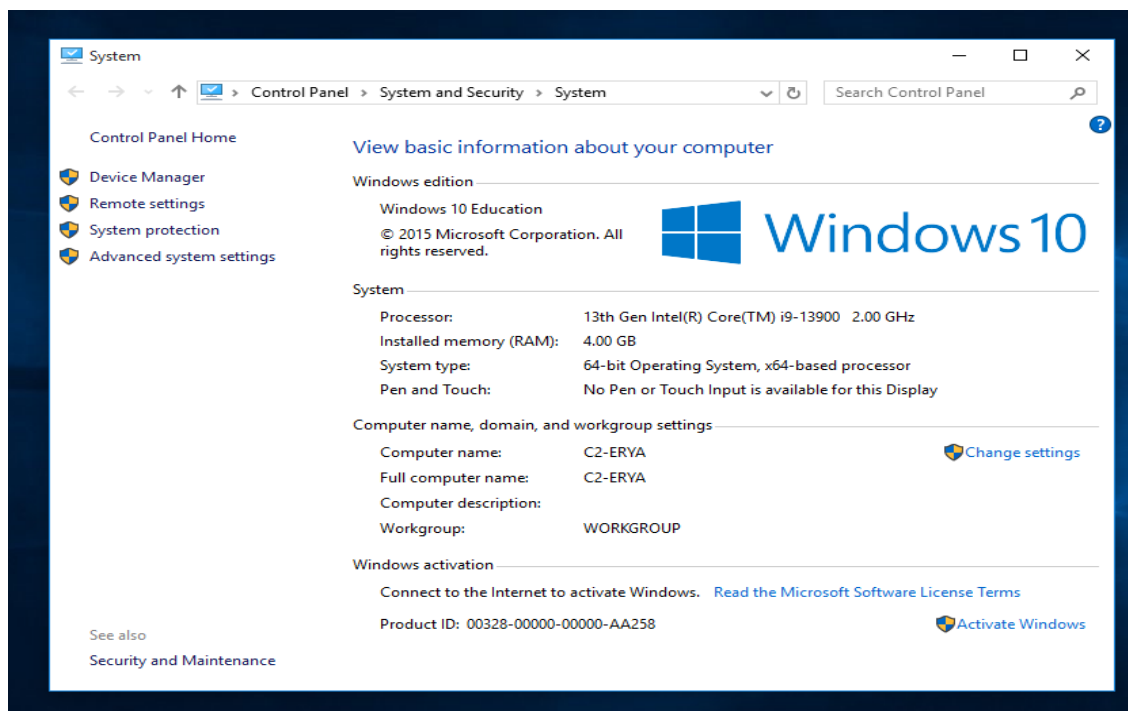 System
Control Panel > System and Security > System
Search Control Panel
Control Panel Home
Device Manager
Remote settings
System protection
Advanced system settings
See also
Security and Maintenance
?
View basic information about your computer
Windows edition
Windows 10 Education
© 2015 Microsoft Corporation. All
rights reserved.
Windows 10
System
Processor: 13th Gen Intel(R) Core(TM) i9-13900 2.00 GHz
Installed memory (RAM): 4.00 GB
System type: 64-bit Operating System, x64-based processor
Pen and Touch: No Pen or Touch Input is available for this Display
Computer name, domain, and workgroup settings
Computer name: C2-ERYA Change settings
Full computer name: C2-ERYA
Computer description:
Workgroup: WORKGROUP
Windows activation
Connect to the Internet to activate Windows. Read the Microsoft Software License Terms
Product ID: 00328-00000-00000-AA258 Activate Windows